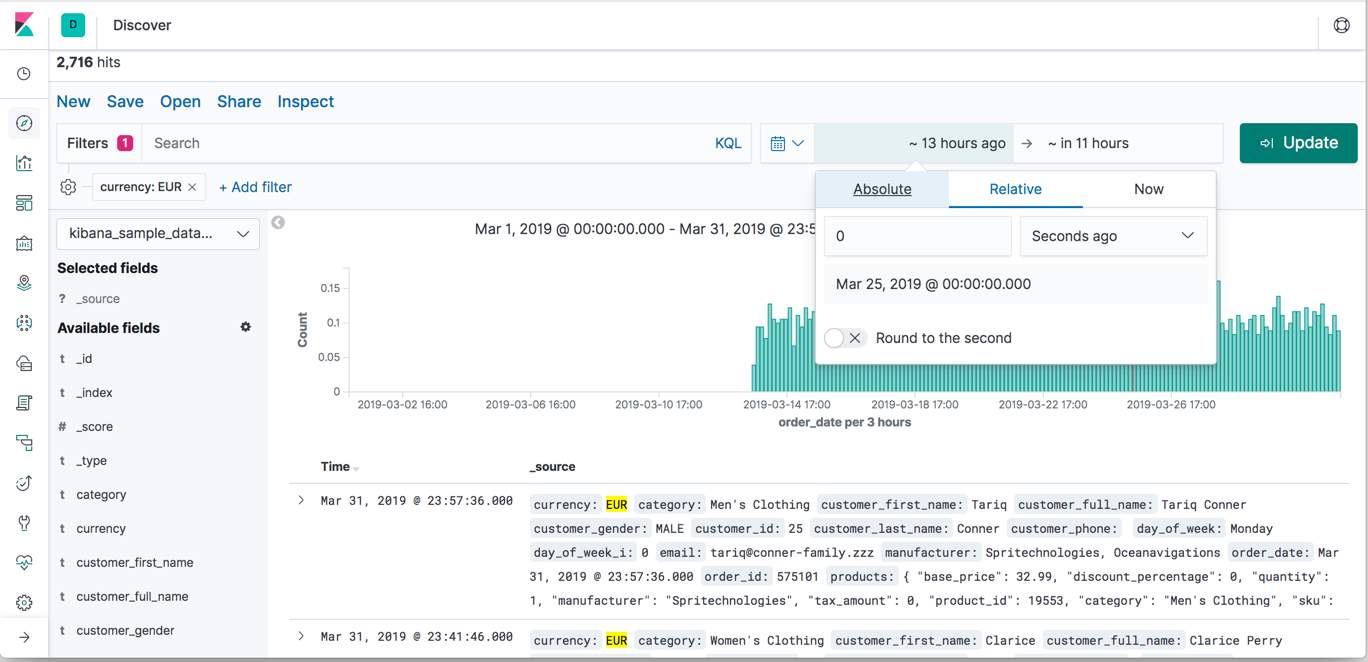 D Discover
2,716 hits
New Save Open Share Inspect
Filters 1 Search KQL ~ 13 hours ago → ~ in 11 hours Update
currency: EUR × + Add filter
Absolute Relative Now
0 Seconds ago
Mar 25, 2019 @ 00:00:00.000
Round to the second
kibana_sample_data...
Selected fields
? _source
Available fields
t _id
t _index
# _score
t _type
t category
t currency
t customer_first_name
t customer_full_name
t customer_gender
Mar 1, 2019 @ 00:00:00.000 - Mar 31, 2019 @ 23:5
Count
0.15
0.1
0.05
0
2019-03-02 16:00 2019-03-06 16:00 2019-03-10 17:00 2019-03-14 17:00 2019-03-18 17:00 2019-03-22 17:00 2019-03-26 17:00
order_date per 3 hours
Time _source
Mar 31, 2019 @ 23:57:36.000 currency: EUR category: Men's Clothing customer_first_name: Tariq customer_full_name: Tariq Conner
customer_gender: MALE customer_id: 25 customer_last_name: Conner customer_phone: day_of_week: Monday
day_of_week_i: 0 email: tariq@conner-family.zzz manufacturer: Spritechnologies, Oceanavigations order_date: Mar
31, 2019 @ 23:57:36.000 order_id: 575101 products: { "base_price": 32.99, "discount_percentage": 0, "quantity":
1, "manufacturer": "Spritechnologies", "tax_amount": 0, "product_id": 19553, "category": "Men's Clothing", "sku":
Mar 31, 2019 @ 23:41:46.000 currency: EUR category: Women's Clothing customer_first_name: Clarice customer_full_name: Clarice Perry